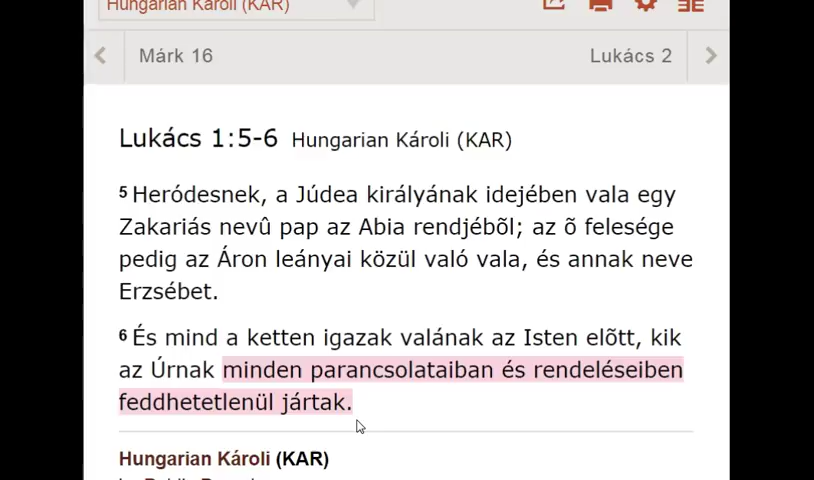 Hungarian Károli (KAR)
Márk 16
Lukács 2
Lukács 1:5-6 Hungarian Károli (KAR)
5 Heródesnek, a Júdea királyának idejében vala egy
Zakariás nevû pap az Abia rendjébõl; az õ felesége
pedig az Áron leányai közül való vala, és annak neve
Erzsébet.
6 És mind a ketten igazak valának az Isten elõtt, kik
az Úrnak minden parancsolataiban és rendeléseiben
feddhetetlenül jártak.
Hungarian Károli (KAR)